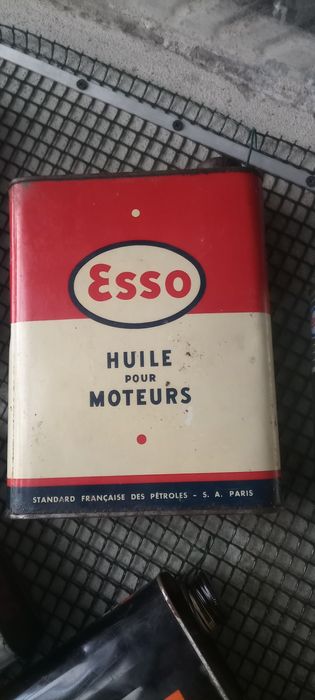 Esso
HUILE
POUR
MOTEURS
STANDARD FRANÇAISE DES PÉTROLES - S. A. PARIS